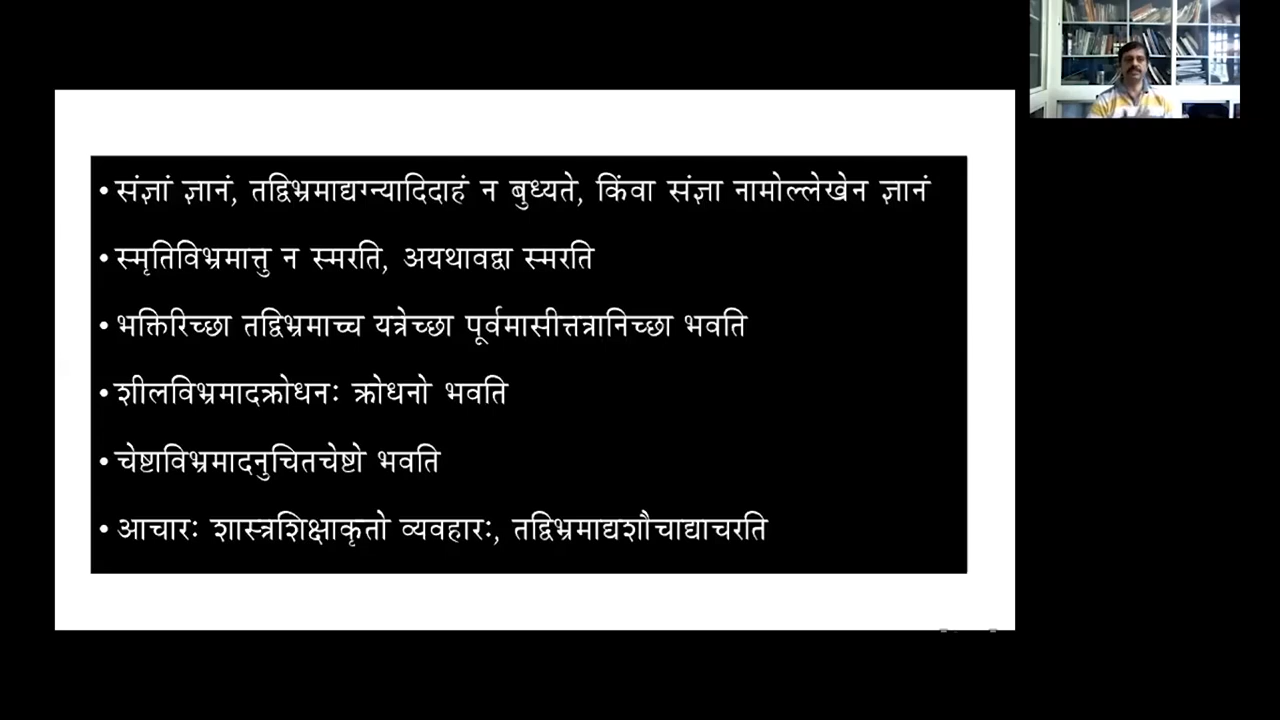 • संज्ञां ज्ञानं, तद्विभ्रमाद्यग्न्यादिदाहं न बुध्यते, किंवा संज्ञा नामोल्लेखेन ज्ञानं
• स्मृतिविभ्रमात्तु न स्मरति, अयथावद्वा स्मरति
• भक्तिरिच्छा तद्विभ्रमाच्च यत्रेच्छा पूर्वमासीत्तत्रानिच्छा भवति
• शीलविभ्रमादक्रोधनः क्रोधनो भवति
• चेष्टाविभ्रमादनुचितचेष्टो भवति
• आचारः शास्त्रशिक्षाकृतो व्यवहारः, तद्विभ्रमाद्यशौचाद्याचरति